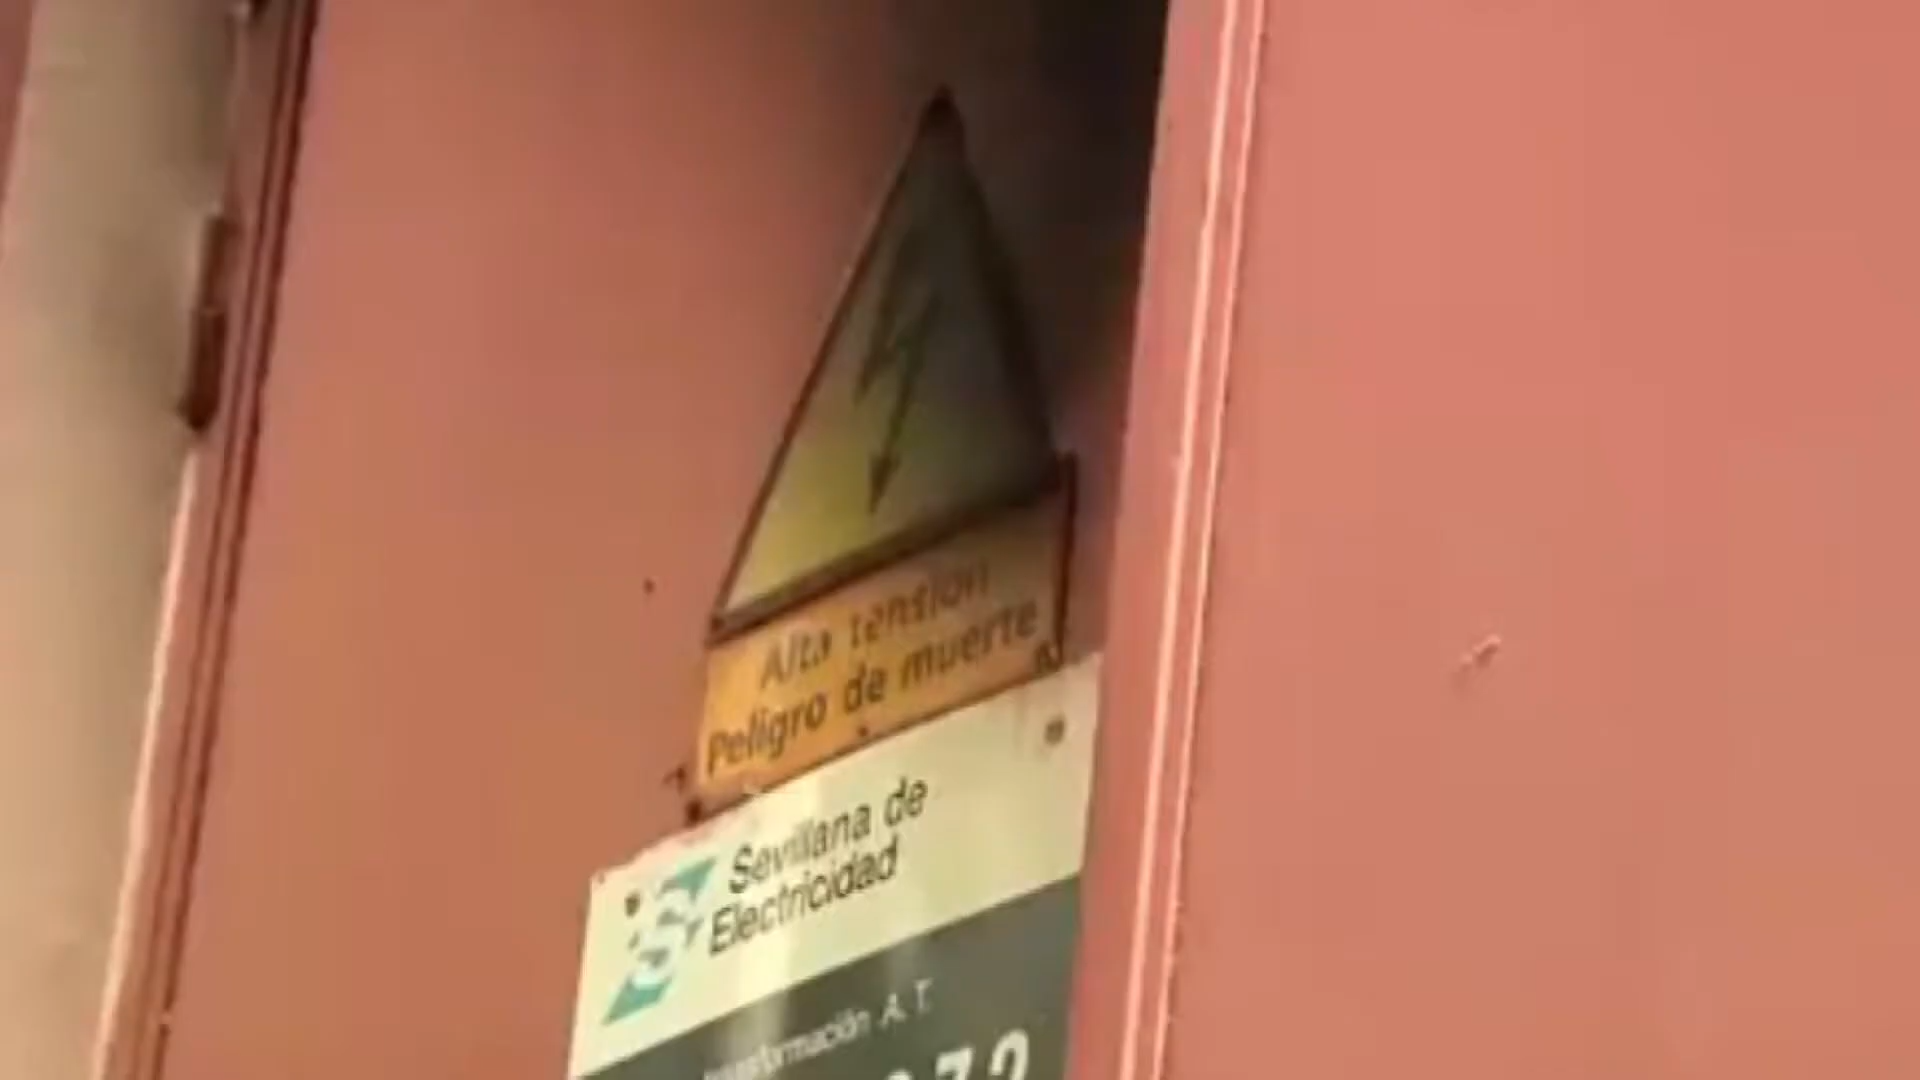 Alta tensión
Peligro de muerte
Sevillana de
Electricidad
A.T.